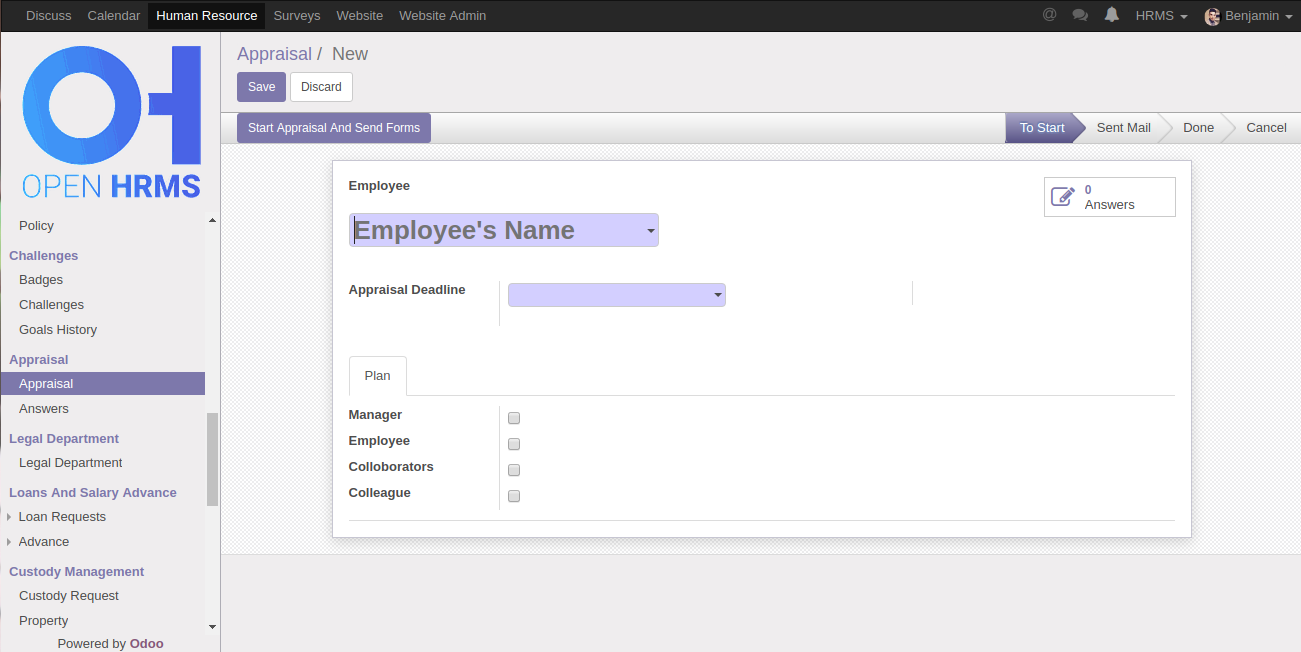 Discuss Calendar Human Resource Surveys Website Website Admin @ HRMS Benjamin
OPEN HRMS
Policy
Challenges
Badges
Challenges
Goals History
Appraisal
Appraisal
Answers
Legal Department
Legal Department
Loans And Salary Advance
Loan Requests
Advance
Custody Management
Custody Request
Property
Powered by Odoo
Appraisal / New
Save Discard
Start Appraisal And Send Forms To Start Sent Mail Done Cancel
Employee
0
Answers
Employee's Name
Appraisal Deadline
Plan
Manager
Employee
Colloborators
Colleague